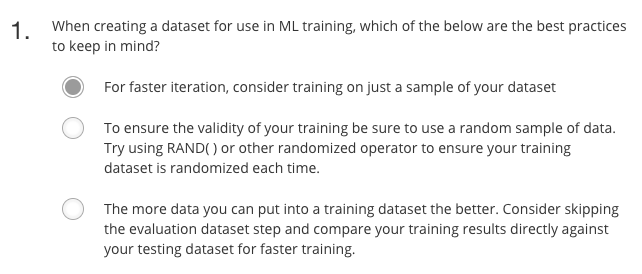 1.
When creating a dataset for use in ML training, which of the below are the best practices
to keep in mind?
For faster iteration, consider training on just a sample of your dataset
To ensure the validity of your training be sure to use a random sample of data.
Try using RAND( ) or other randomized operator to ensure your training
dataset is randomized each time.
The more data you can put into a training dataset the better. Consider skipping
the evaluation dataset step and compare your training results directly against
your testing dataset for faster training.